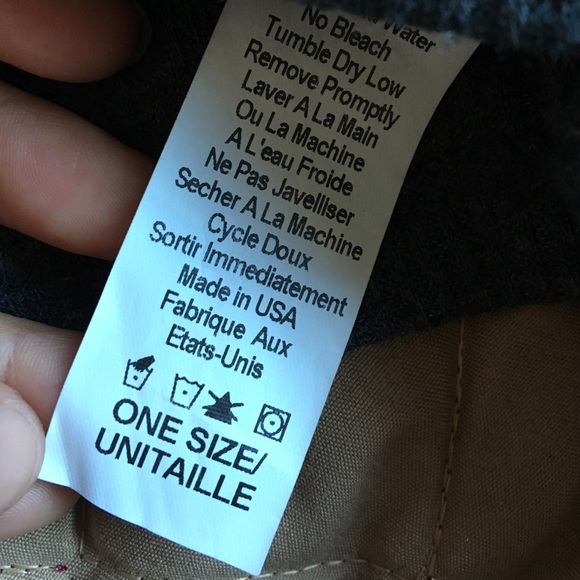 Water
No Bleach
Tumble Dry Low
Remove Promptly
Laver A La Main
Ou La Machine
A L'eau Froide
Ne Pas Javelliser
Secher A La Machine
Cycle Doux
Sortir Immediatement
Made in USA
Fabrique Aux
Etats-Unis
ONE SIZE/
UNITAILLE